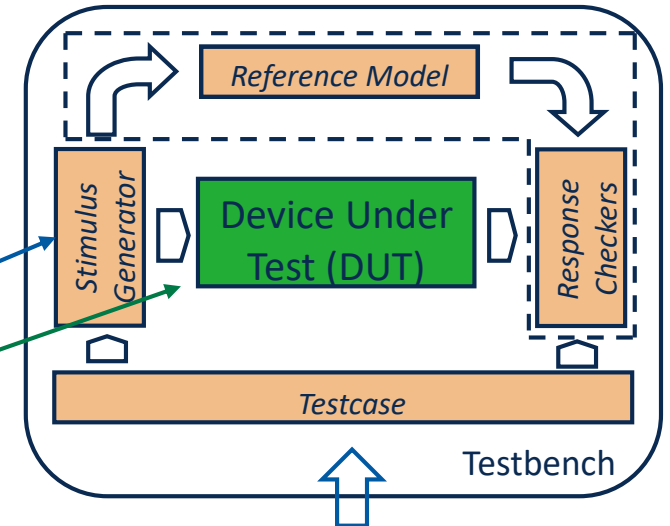 Reference Model
Stimulus
Generator
Device Under
Test (DUT)
Response
Checkers
Testcase
Testbench